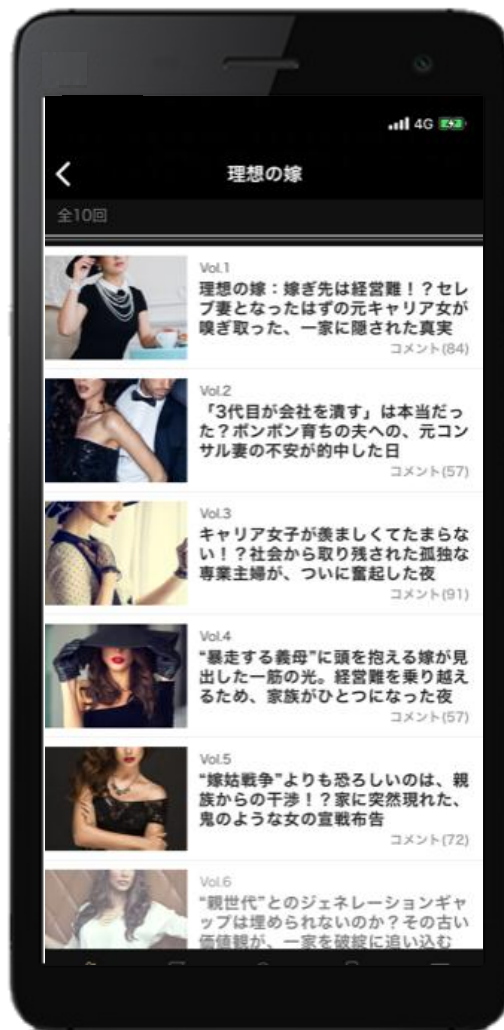 4G
理想の嫁
全10回
Vol.1
理想の嫁：嫁ぎ先は経営難！？セレ
ブ妻となったはずの元キャリア女が
嗅ぎ取った、一家に隠された真実
コメント(84)
Vol.2
「3代目が会社を潰す」は本当だっ
た？ボンボン育ちの夫への、元コン
サル妻の不安が的中した日
コメント(57)
Vol.3
キャリア女子が羨ましくてたまらな
い！？社会から取り残された孤独な
専業主婦が、ついに奮起した夜
コメント(91)
Vol.4
“暴走する義母”に頭を抱える嫁が見
出した一筋の光。経営難を乗り越え
るため、家族がひとつになった夜
コメント(57)
Vol.5
“嫁姑戦争”よりも恐ろしいのは、親
族からの干渉！？家に突然現れた、
鬼のような女の宣戦布告
コメント(72)
Vol.6
“親世代”とのジェネレーションギャ
ップは埋められないのか？その古い
価値観が、一家を破綻に追い込む